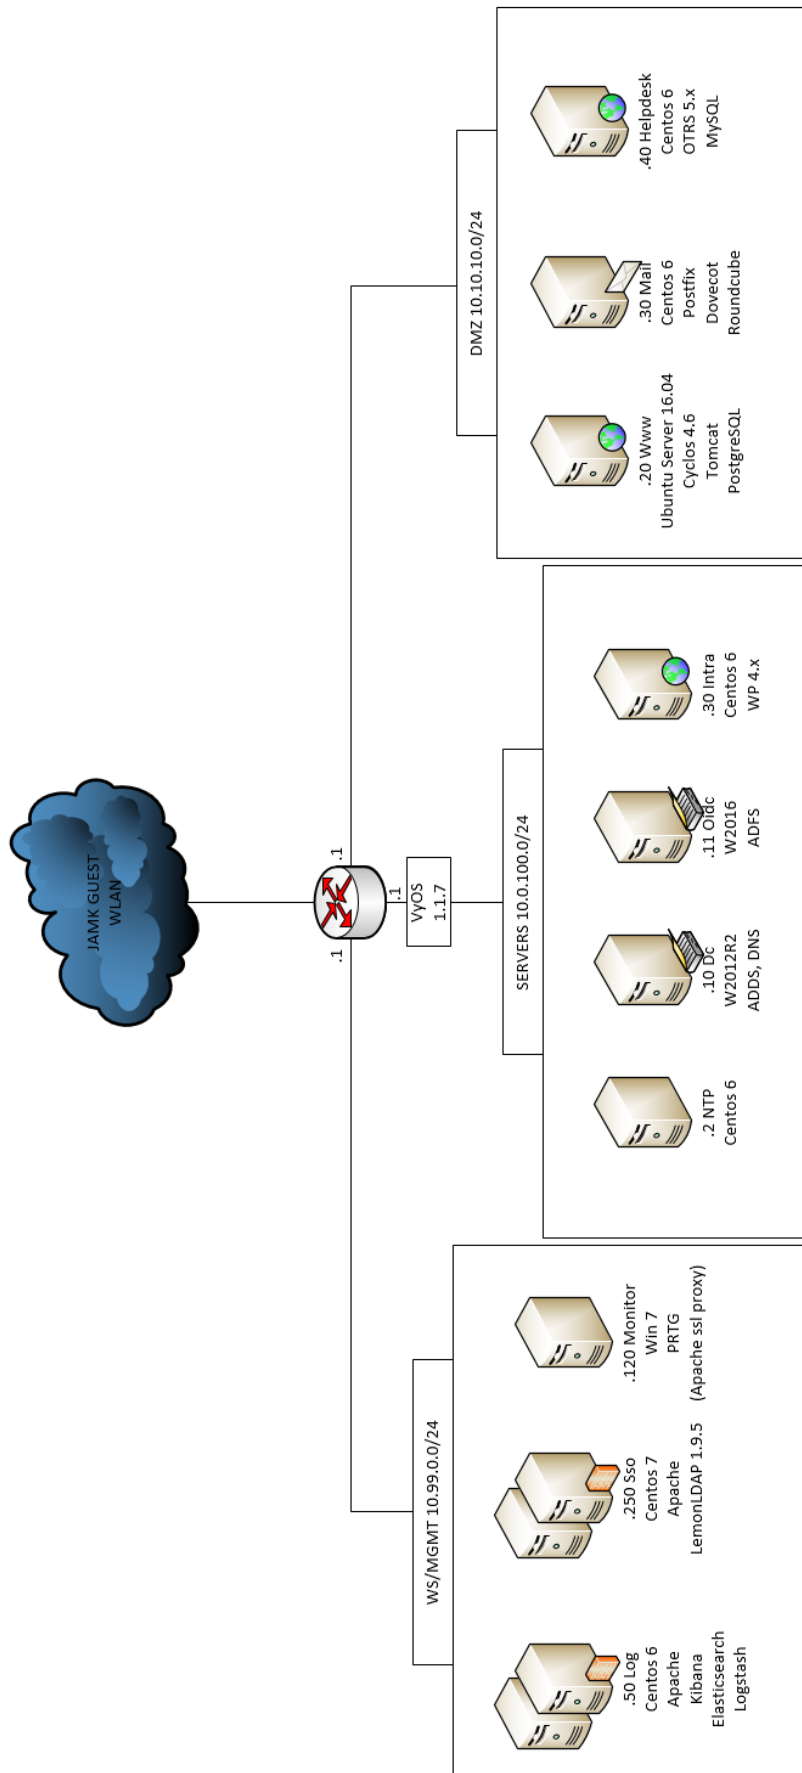 JAMK GUEST
WLAN
.1
.1
.1
VyOS
1.1.7
WS/MGMT 10.99.0.0/24
SERVERS 10.0.100.0/24
DMZ 10.10.10.0/24
.50 Log
Centos 6
Apache
Kibana
Elasticsearch
Logstash
.250 Sso
Centos 7
Apache
LemonLDAP 1.9.5
.120 Monitor
Win 7
PRTG
(Apache ssl proxy)
.2 NTP
Centos 6
.10 Dc
W2012R2
ADDS, DNS
.11 Oidc
W2016
ADFS
.30 Intra
Centos 6
WP 4.x
.20 Www
Ubuntu Server 16.04
Cyclos 4.6
Tomcat
PostgreSQL
.30 Mail
Centos 6
Postfix
Dovecot
Roundcube
.40 Helpdesk
Centos 6
OTRS 5.x
MySQL